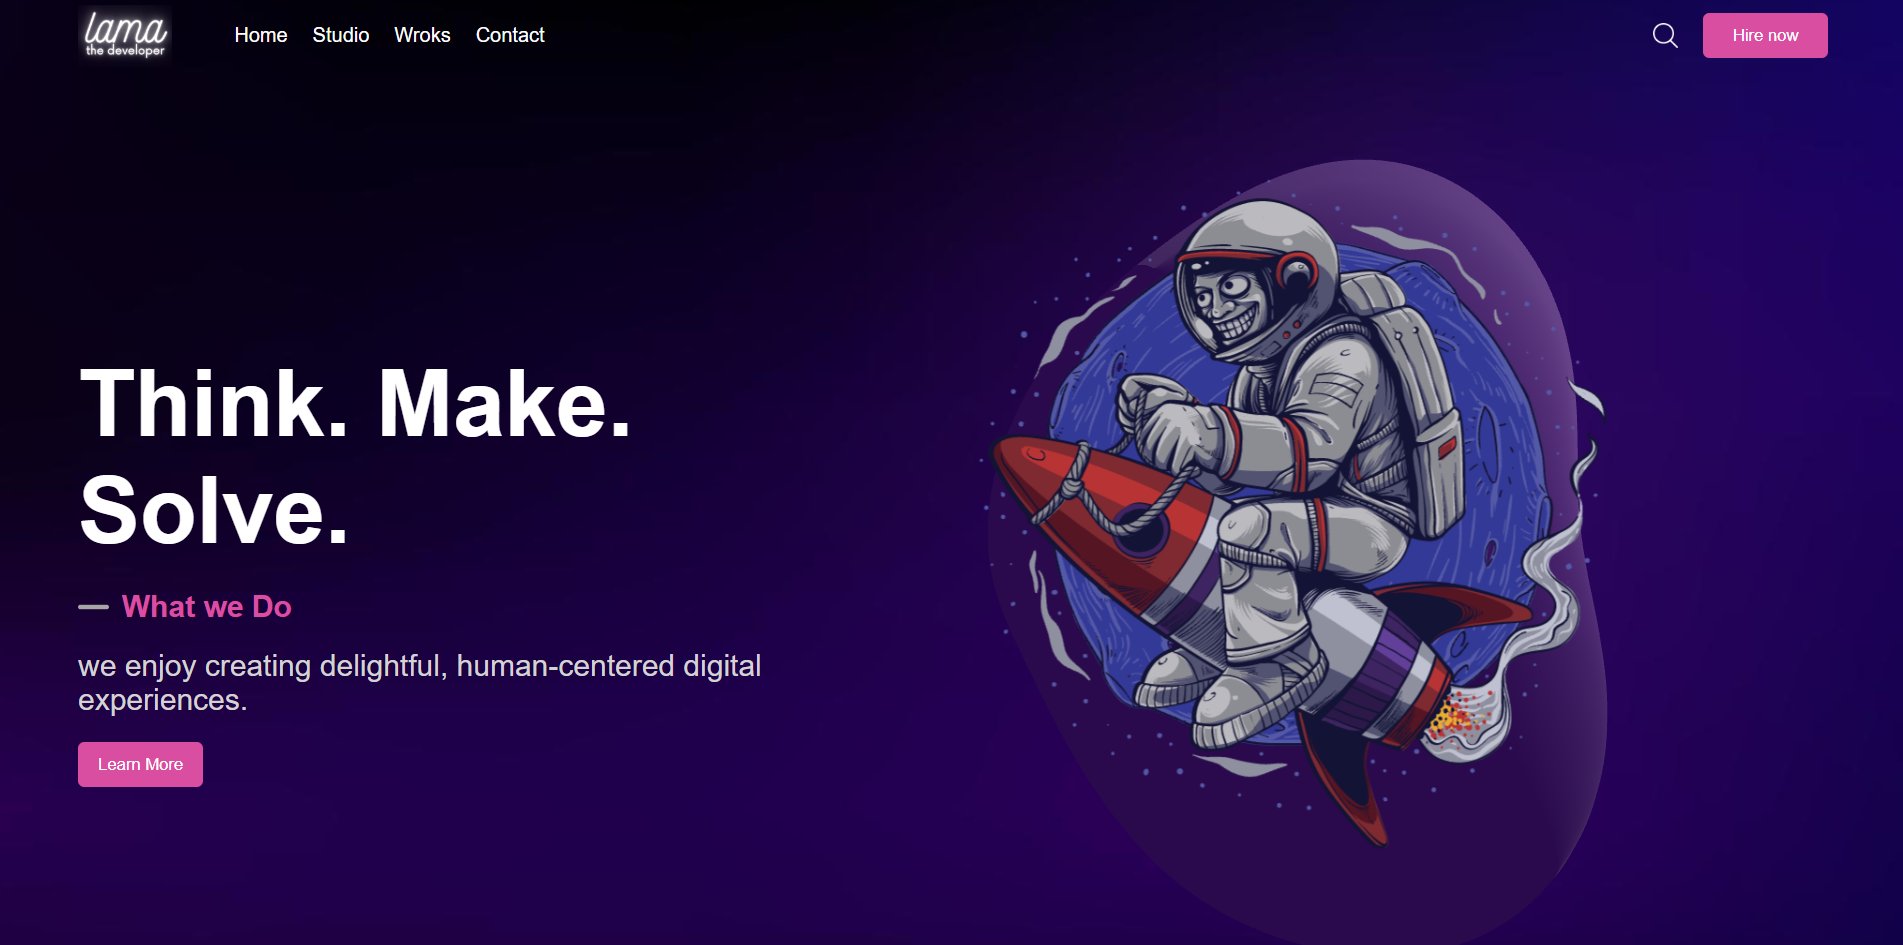 lama
the developer
Home Studio Wroks Contact
Hire now
Think. Make.
Solve.
What we Do
we enjoy creating delightful, human-centered digital
experiences.
Learn More